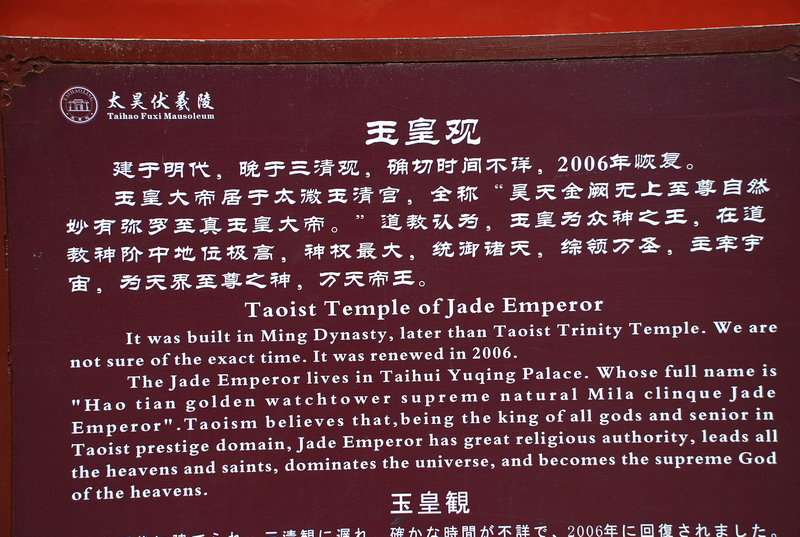 太昊伏羲陵
Taihao Fuxi Mausoleum
玉皇观
建于明代，晚于三清观，确切时间不详，2006年恢复。
玉皇大帝居于太微玉清宫，全称“昊天金阙无上至尊自然
妙有弥罗至真玉皇大帝。”道教认为，玉皇为众神之王，在道
教神阶中地位极高，神权最大，统御诸天，综领万圣，主宰宇
宙，为天界至尊之神，万天帝王。
Taoist Temple of Jade Emperor
It was built in Ming Dynasty, later than Taoist Trinity Temple. We are
not sure of the exact time. It was renewed in 2006.
The Jade Emperor lives in Taihui Yuqing Palace. Whose full name is
"Hao tian golden watchtower supreme natural Mila clinque Jade
Emperor".Taoism believes that,being the king of all gods and senior in
Taoist prestige domain, Jade Emperor has great religious authority, leads all
the heavens and saints, dominates the universe, and becomes the supreme God
of the heavens.
玉皇観
三清観に遅れ、確かな時間が不詳で、2006年に回復されました。